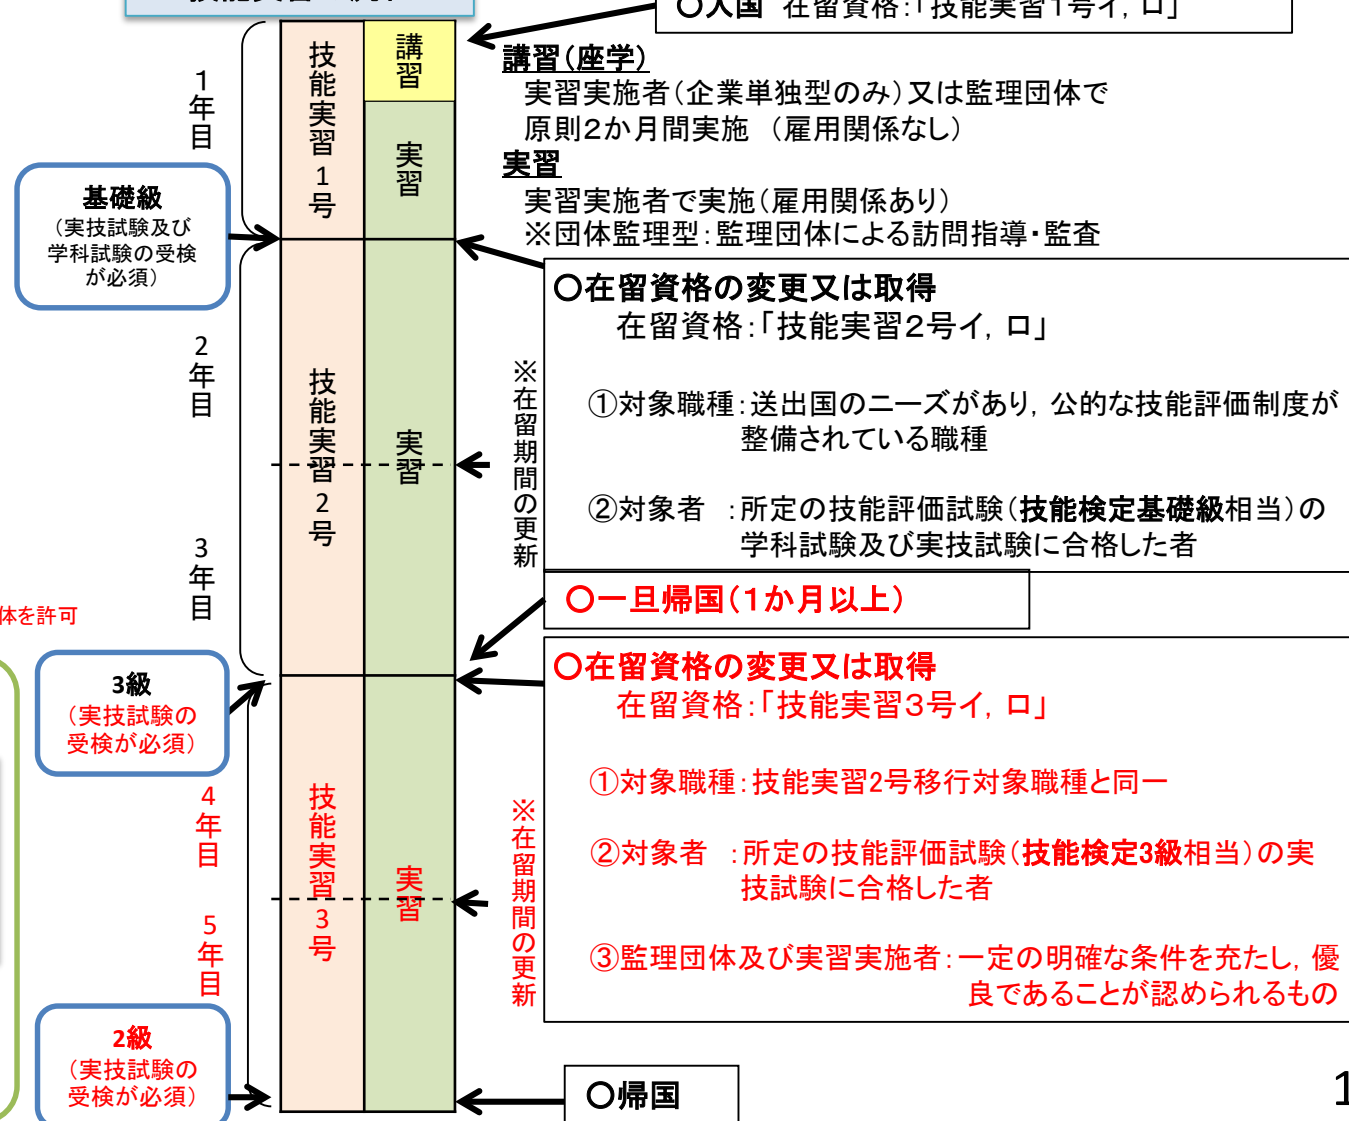 〇入国 在留資格:「技能実習1号イ,ロ」
講習(座学)
実習実施者(企業単独型のみ)又は監理団体で
原則2か月間実施 (雇用関係なし)
実習
実習実施者で実施(雇用関係あり)
※団体監理型:監理団体による訪問指導・監査
1年目
技能実習1号
講習
実習
基礎級
(実技試験及び
学科試験の受検
が必須)
〇在留資格の変更又は取得
在留資格:「技能実習2号イ,ロ」
①対象職種:送出国のニーズがあり,公的な技能評価制度が
整備されている職種
②対象者 :所定の技能評価試験(技能検定基礎級相当)の
学科試験及び実技試験に合格した者
2年目
3年目
技能実習2号
実習
※在留期間の更新
〇一旦帰国(1か月以上)
体を許可
3級
(実技試験の
受検が必須)
〇在留資格の変更又は取得
在留資格:「技能実習3号イ,ロ」
①対象職種:技能実習2号移行対象職種と同一
②対象者 :所定の技能評価試験(技能検定3級相当)の実
技試験に合格した者
③監理団体及び実習実施者:一定の明確な条件を充たし,優
良であることが認められるもの
4年目
5年目
技能実習3号
実習
※在留期間の更新
2級
(実技試験の
受検が必須)
〇帰国
1